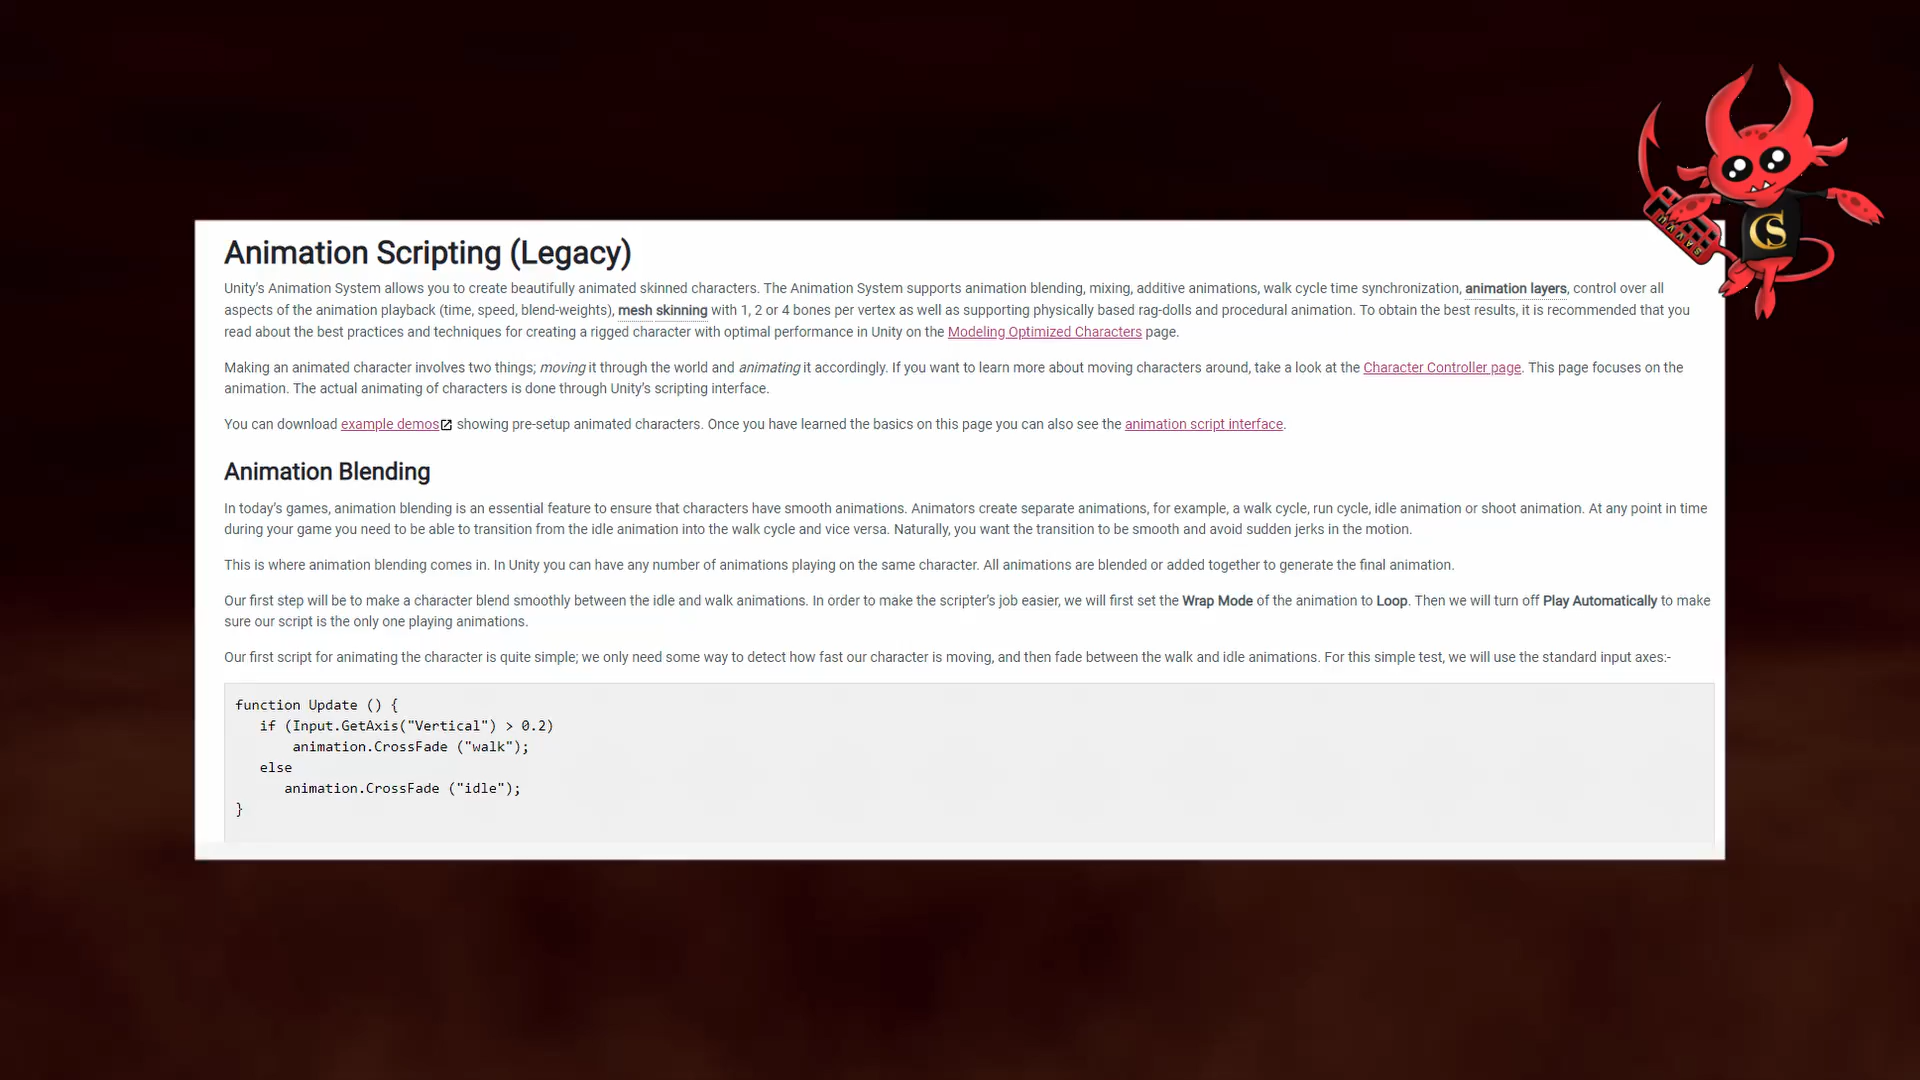 Animation Scripting (Legacy)
Unity's Animation System allows you to create beautifully animated skinned characters. The Animation System supports animation blending, mixing, additive animations, walk cycle time synchronization, animation layers, control over all
aspects of the animation playback (time, speed, blend-weights), mesh skinning with 1, 2 or 4 bones per vertex as well as supporting physically based rag-dolls and procedural animation. To obtain the best results, it is recommended that you
read about the best practices and techniques for creating a rigged character with optimal performance in Unity on the Modeling Optimized Characters page.
Making an animated character involves two things; moving it through the world and animating it accordingly. If you want to learn more about moving characters around, take a look at the Character Controller page. This page focuses on the
animation. The actual animating of characters is done through Unity's scripting interface.
You can download example demos showing pre-setup animated characters. Once you have learned the basics on this page you can also see the animation script interface.
Animation Blending
In today's games, animation blending is an essential feature to ensure that characters have smooth animations. Animators create separate animations, for example, a walk cycle, run cycle, idle animation or shoot animation. At any point in time
during your game you need to be able to transition from the idle animation into the walk cycle and vice versa. Naturally, you want the transition to be smooth and avoid sudden jerks in the motion.
This is where animation blending comes in. In Unity you can have any number of animations playing on the same character. All animations are blended or added together to generate the final animation.
Our first step will be to make a character blend smoothly between the idle and walk animations. In order to make the scripter's job easier, we will first set the Wrap Mode of the animation to Loop. Then we will turn off Play Automatically to make
sure our script is the only one playing animations.
Our first script for animating the character is quite simple; we only need some way to detect how fast our character is moving, and then fade between the walk and idle animations. For this simple test, we will use the standard input axes:-
function Update () {
if (Input.GetAxis("Vertical") > 0.2)
animation.CrossFade ("walk");
else
animation.CrossFade ("idle");
}
CS